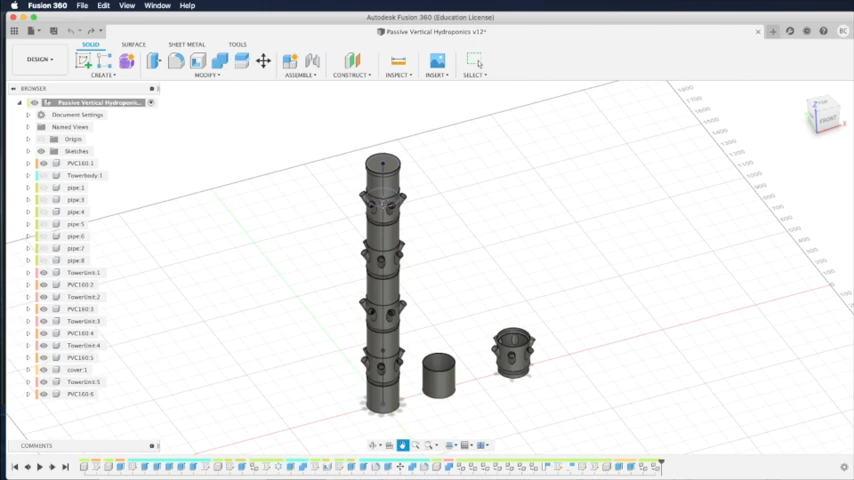 Fusion 360 File Edit View Window Help
Autodesk Fusion 360 (Education License)
Passive Vertical Hydroponics v12*
BC
SOLID SURFACE SHEET METAL TOOLS
DESIGN
CREATE MODIFY ASSEMBLE CONSTRUCT INSPECT INSERT SELECT
BROWSER
Passive Vertical Hydroponic...
Document Settings
Named Views
Origin
Sketches
PVC160:1
Towerbody:1
pipe:1
pipe:3
pipe:4
pipe:5
pipe:6
pipe:7
pipe:8
TowerUnit:1
PVC160:2
TowerUnit:2
PVC160:3
TowerUnit:3
PVC160:4
TowerUnit:4
PVC160:5
cover:1
TowerUnit:5
PVC160:6
Z
TOP
FRONT
X
COMMENTS